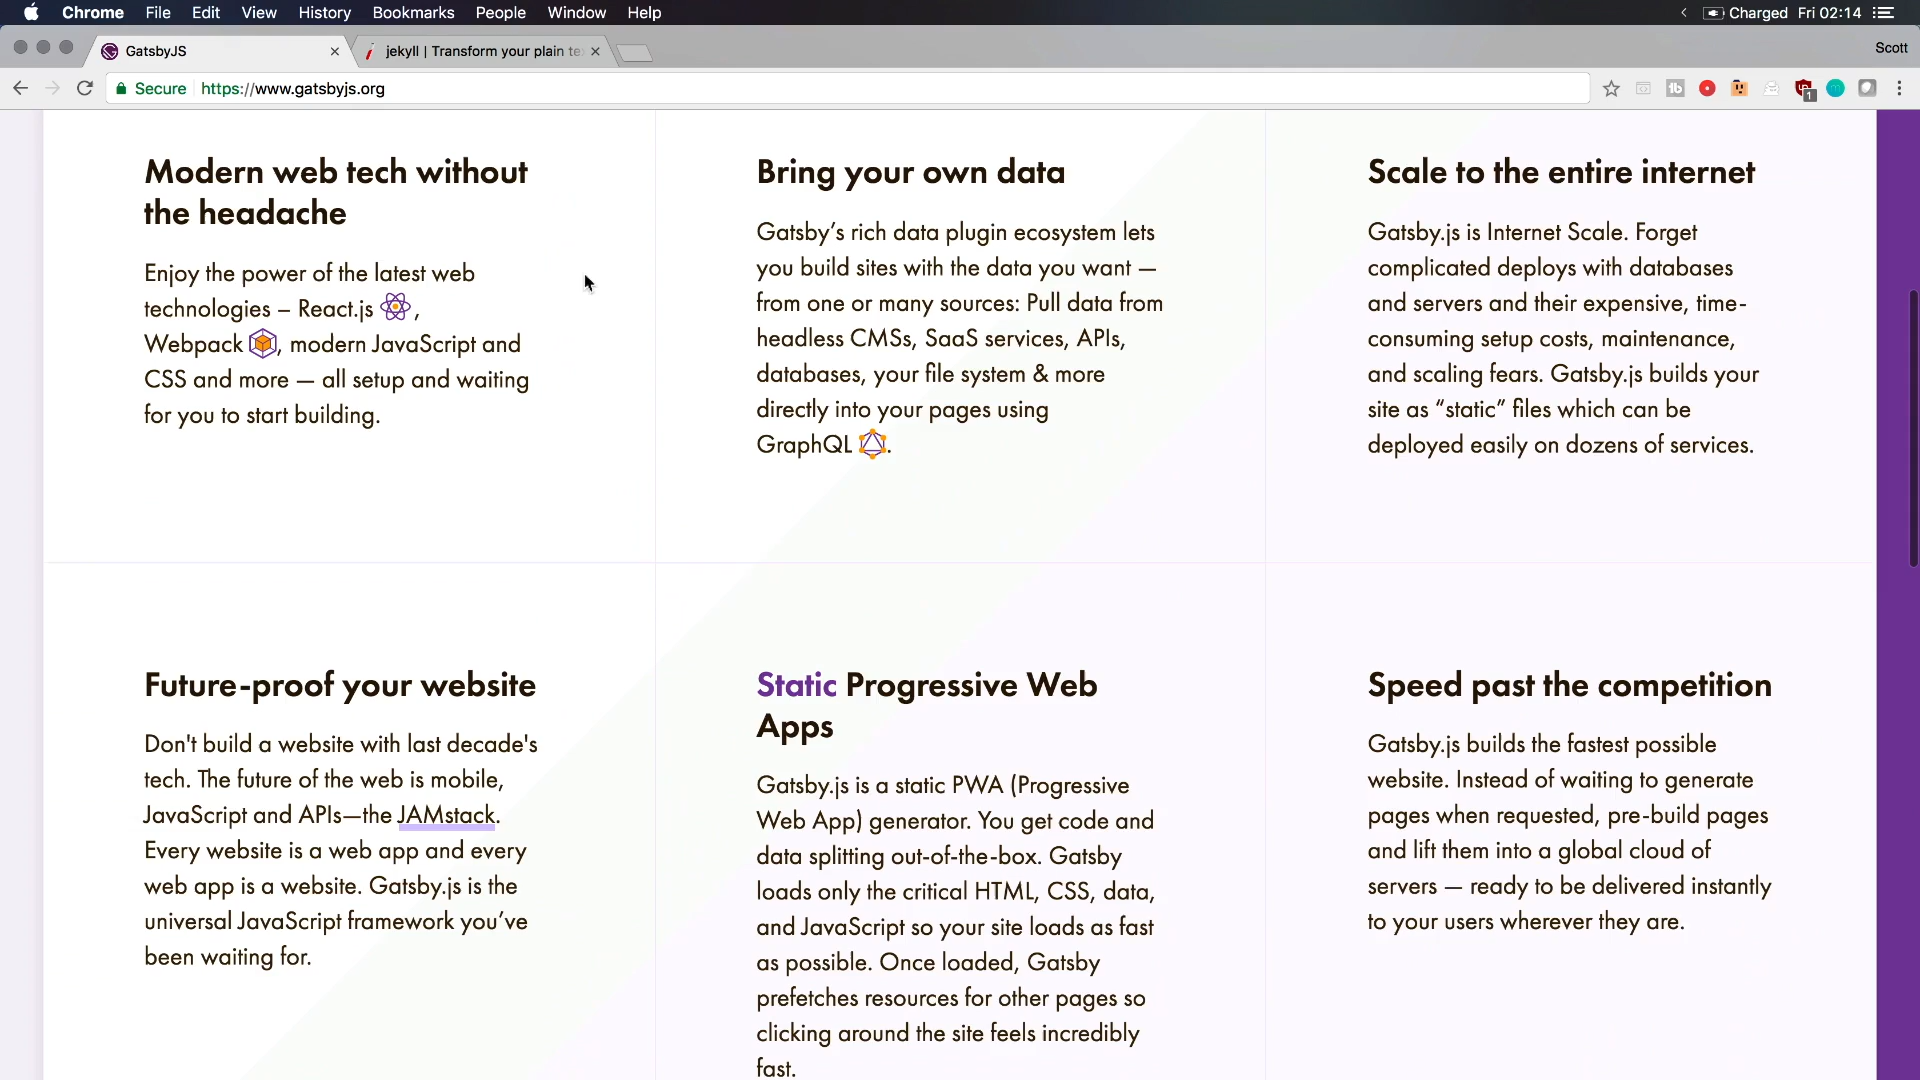 Chrome File Edit View History Bookmarks People Window Help
Charged Fri 02:14
GatsbyJS
jekyll | Transform your plain te
Scott
Secure https://www.gatsbyjs.org
1
Modern web tech without
the headache
Enjoy the power of the latest web
technologies – React.js ,
Webpack , modern JavaScript and
CSS and more — all setup and waiting
for you to start building.
Bring your own data
Gatsby’s rich data plugin ecosystem lets
you build sites with the data you want —
from one or many sources: Pull data from
headless CMSs, SaaS services, APIs,
databases, your file system & more
directly into your pages using
GraphQL .
Scale to the entire internet
Gatsby.js is Internet Scale. Forget
complicated deploys with databases
and servers and their expensive, time-
consuming setup costs, maintenance,
and scaling fears. Gatsby.js builds your
site as “static” files which can be
deployed easily on dozens of services.
Future-proof your website
Don't build a website with last decade's
tech. The future of the web is mobile,
JavaScript and APIs—the JAMstack.
Every website is a web app and every
web app is a website. Gatsby.js is the
universal JavaScript framework you’ve
been waiting for.
Static Progressive Web
Apps
Gatsby.js is a static PWA (Progressive
Web App) generator. You get code and
data splitting out-of-the-box. Gatsby
loads only the critical HTML, CSS, data,
and JavaScript so your site loads as fast
as possible. Once loaded, Gatsby
prefetches resources for other pages so
clicking around the site feels incredibly
fast.
Speed past the competition
Gatsby.js builds the fastest possible
website. Instead of waiting to generate
pages when requested, pre-build pages
and lift them into a global cloud of
servers — ready to be delivered instantly
to your users wherever they are.